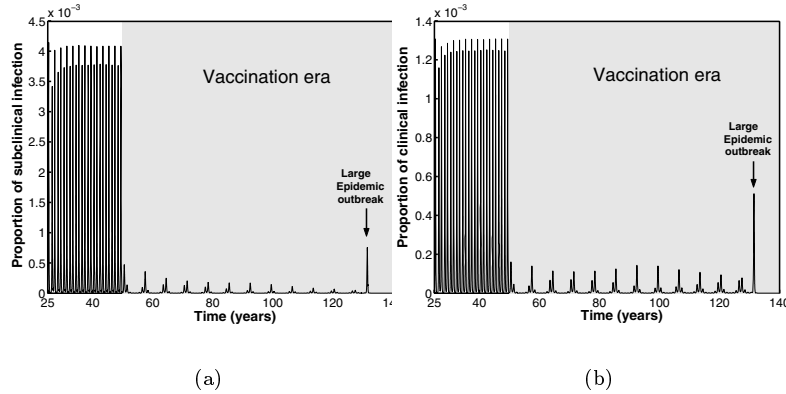 x 10⁻³
4.5
4
3.5
3
2.5
2
1.5
1
0.5
0
Proportion of subclinical infection
Vaccination era
Large
Epidemic
outbreak
25 40 60 80 100 120 14
Time (years)
(a)
x 10⁻³
1.4
1.2
1
0.8
0.6
0.4
0.2
0
Proportion of clinical infection
Vaccination era
Large
Epidemic
outbreak
25 40 60 80 100 120 140
Time (years)
(b)